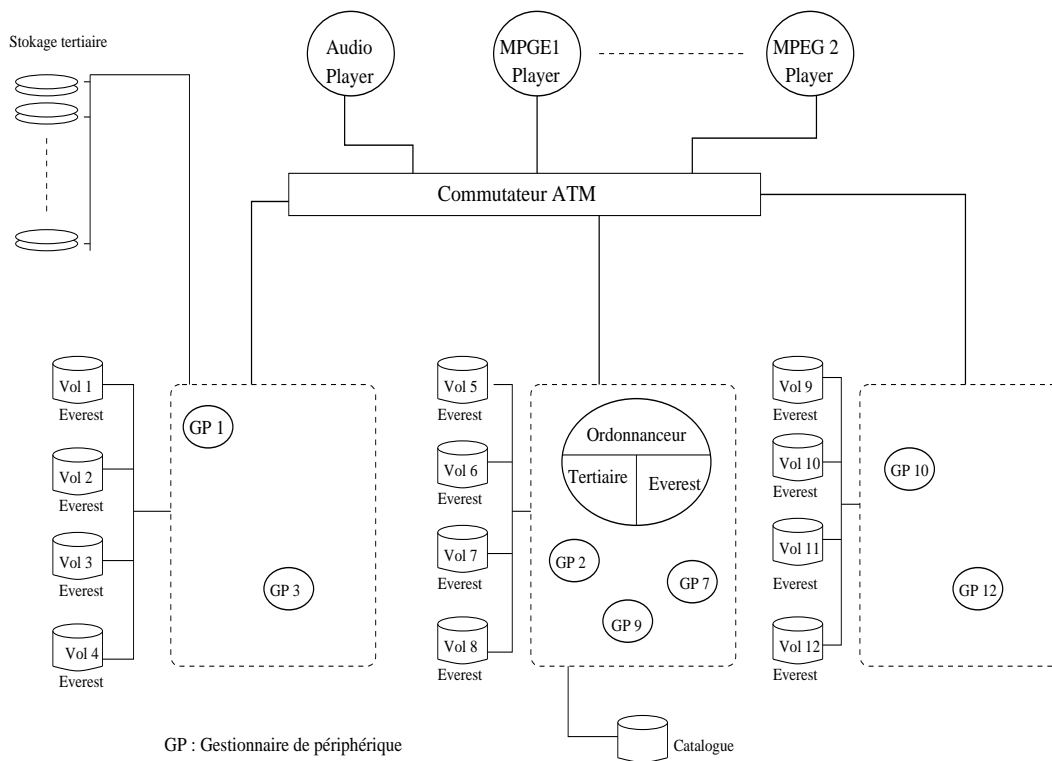 Stokage tertiaire
Audio
Player
MPGE1
Player
MPEG 2
Player
Commutateur ATM
Vol 1
Everest
Vol 2
Everest
Vol 3
Everest
Vol 4
Everest
GP 1
GP 3
Vol 5
Everest
Vol 6
Everest
Vol 7
Everest
Vol 8
Everest
Ordonnanceur
Tertiaire
Everest
GP 2
GP 7
GP 9
Vol 9
Everest
Vol 10
Everest
Vol 11
Everest
Vol 12
Everest
GP 10
GP 12
GP : Gestionnaire de périphérique
Catalogue